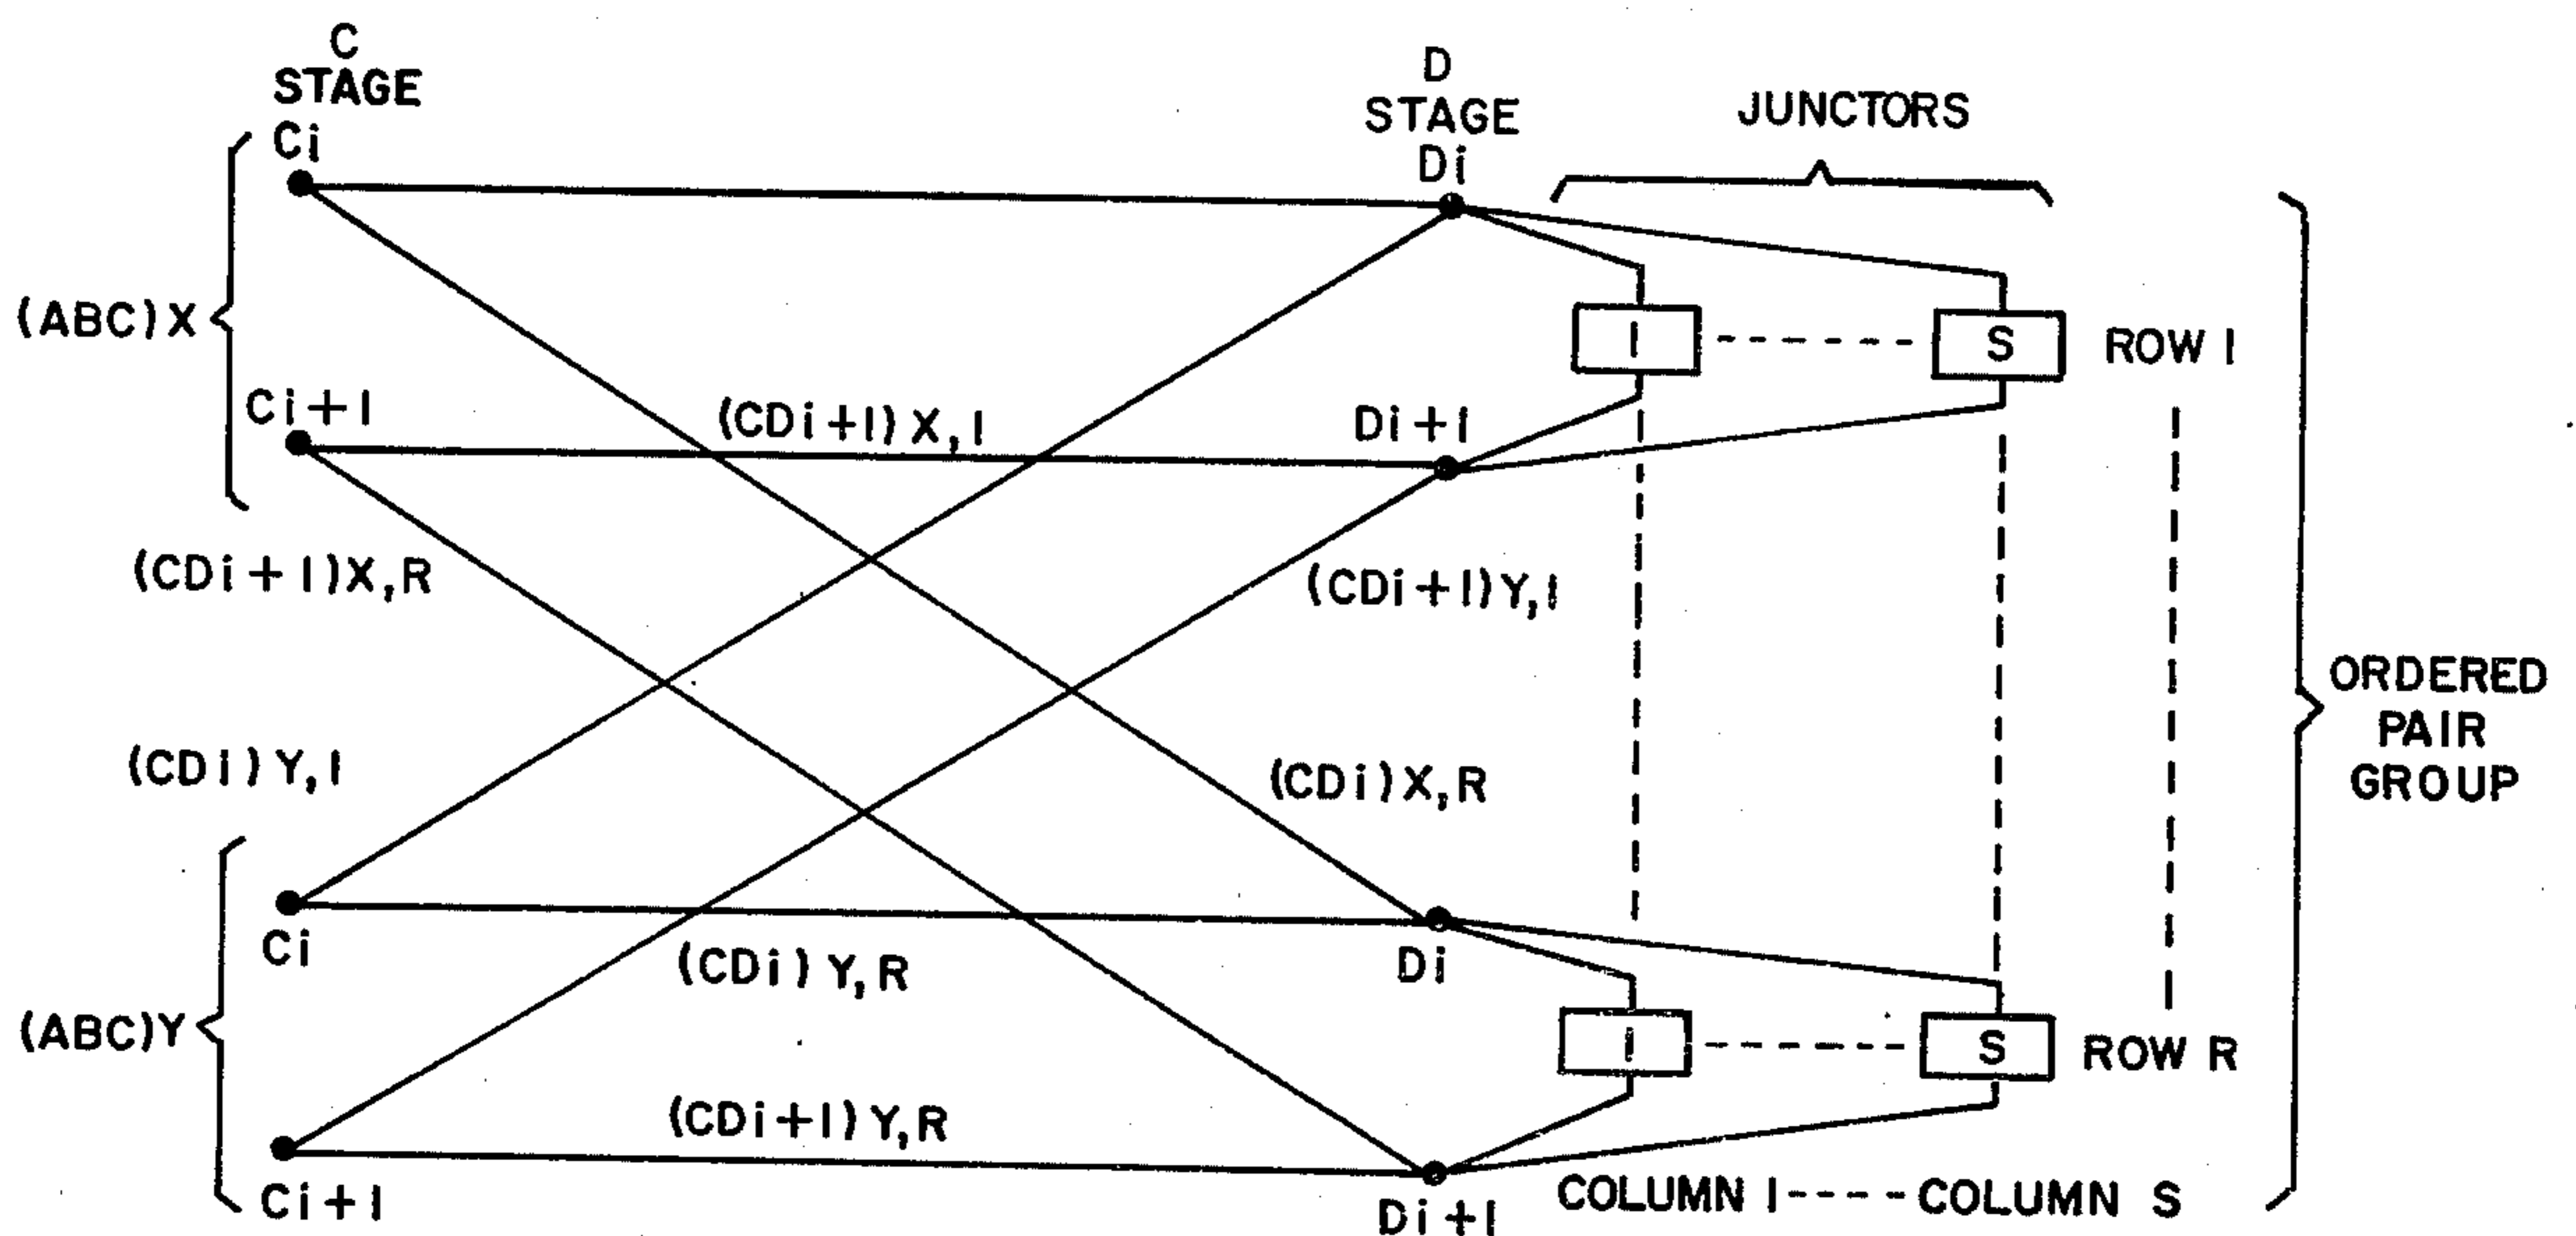 C
STAGE
Ci
D
STAGE
Di
JUNCTORS
(ABC)X
I
S
ROW I
Ci+I
(CDi+I)X,I
Di+I
(CDi+I)X,R
(CDi+I)Y,I
ORDERED
PAIR
GROUP
(CDI)Y,I
(CDi)X,R
Ci
(CDi)Y,R
Di
(ABC)Y
I
S
ROW R
(CDi+I)Y,R
Ci+I
Di+I
COLUMN I----COLUMN S